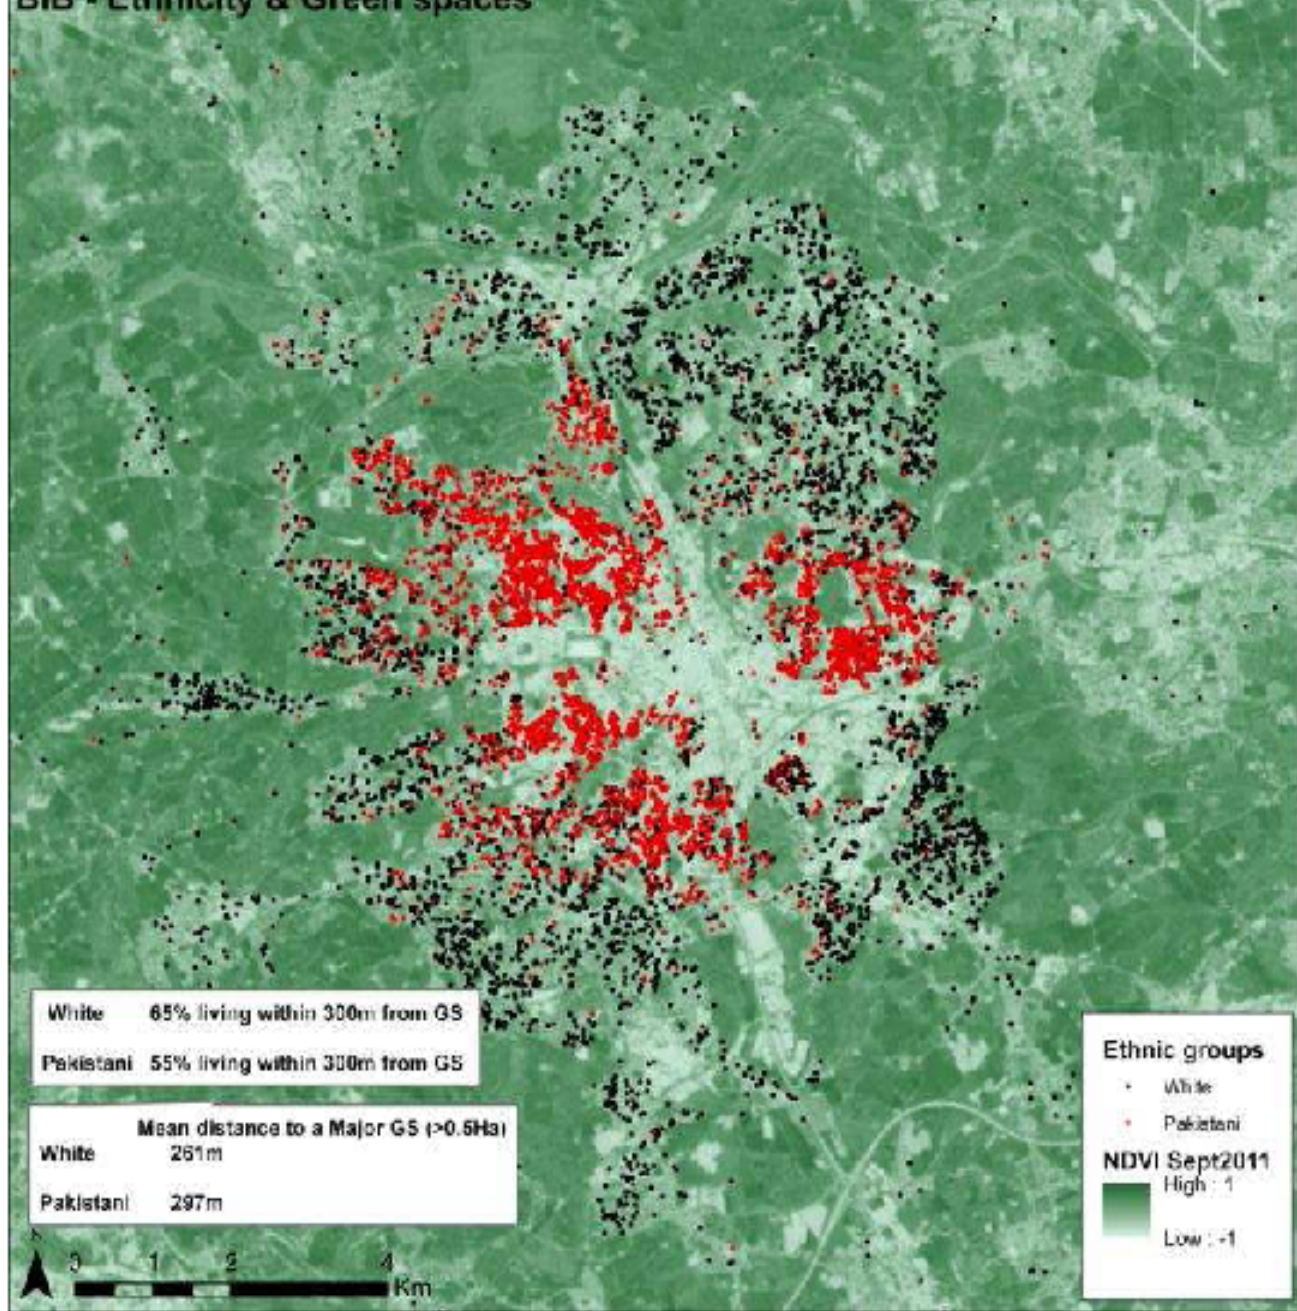 BiB - Ethnicity & Green spaces
White 65% living within 300m from GS
Pakistani 55% living within 300m from GS
Mean distance to a Major GS (>0.5Ha)
White 261m
Pakistani 297m
0 1 2 4
Km
Ethnic groups
White
Pakistani
NDVI Sept2011
High : 1
Low : -1